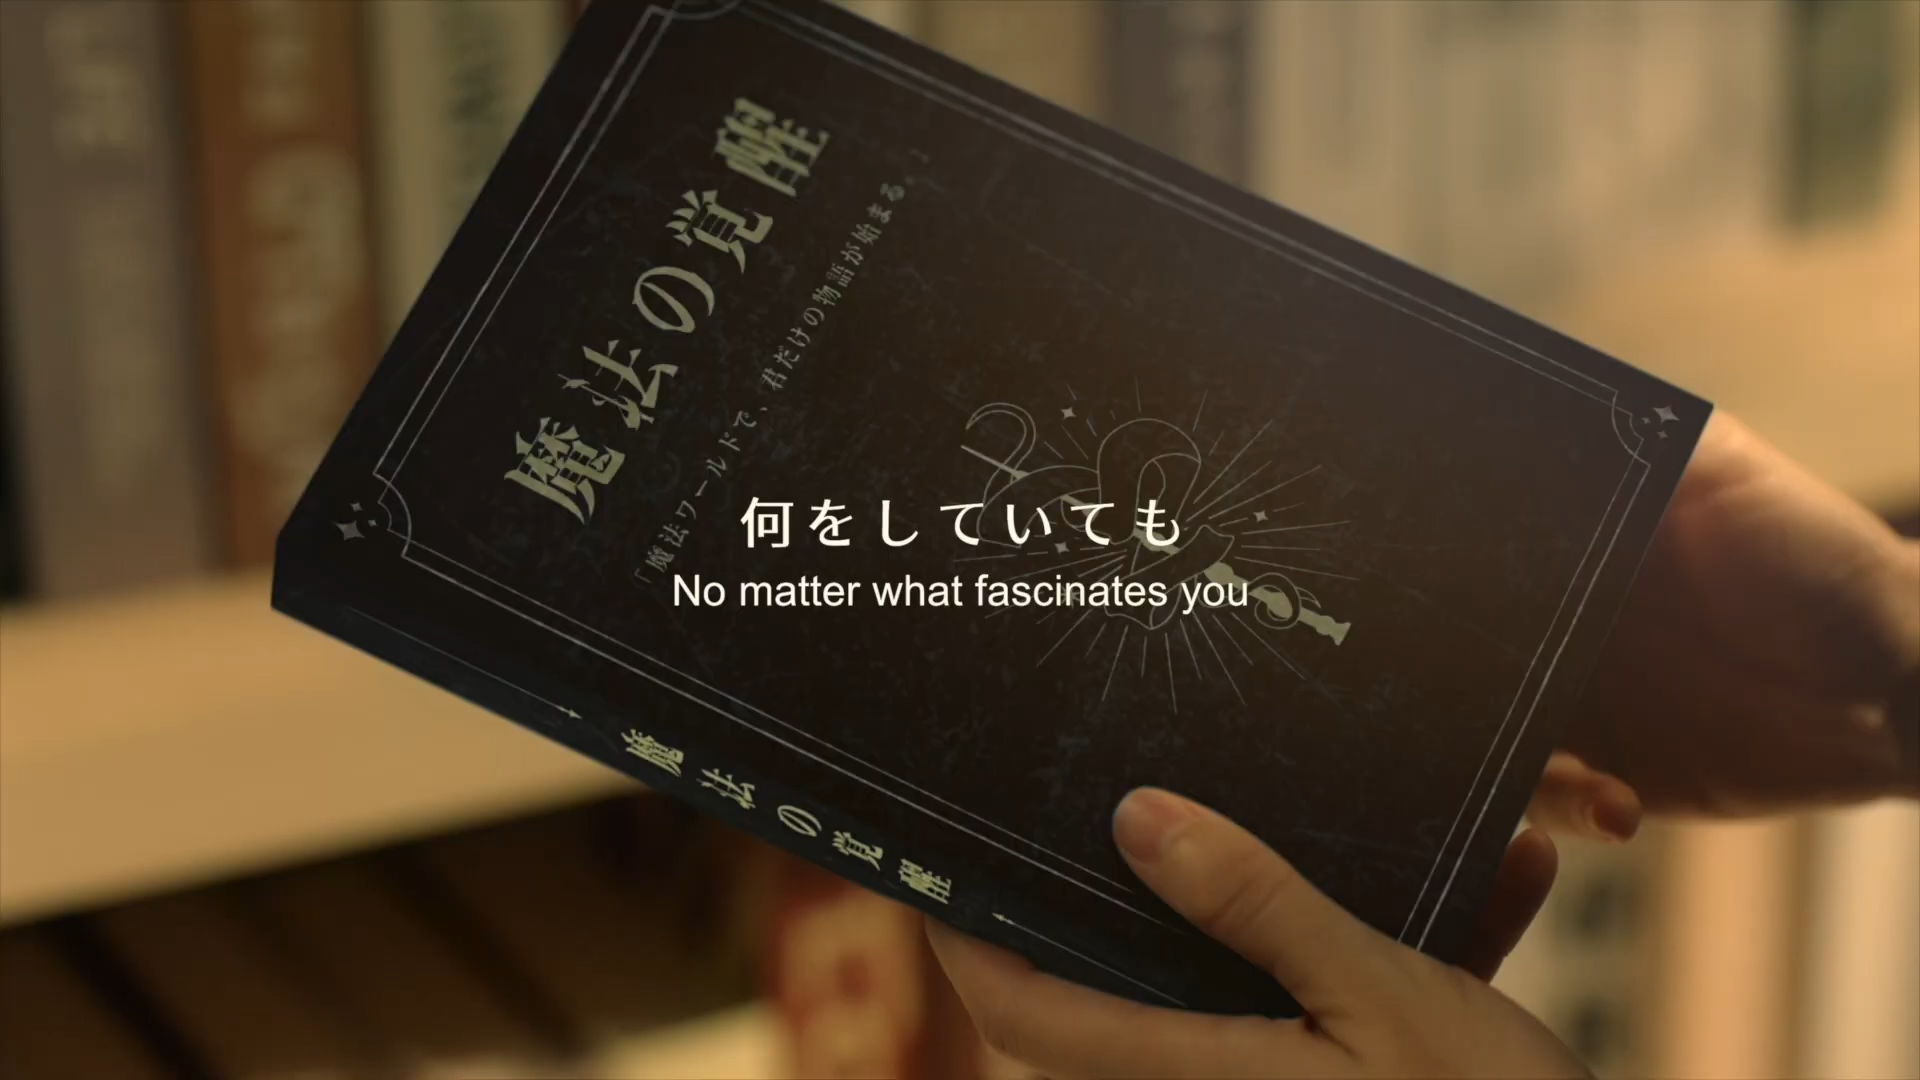 魔法の覚醒
「魔法ワールドで、君だけの物語が始まる。」
何をしていても
No matter what fascinates you
魔法の覚醒